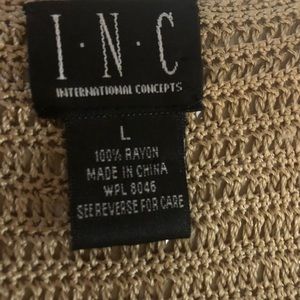 I·N·C
INTERNATIONAL CONCEPTS
L
100% RAYON
MADE IN CHINA
WPL 8046
SEE REVERSE FOR CARE